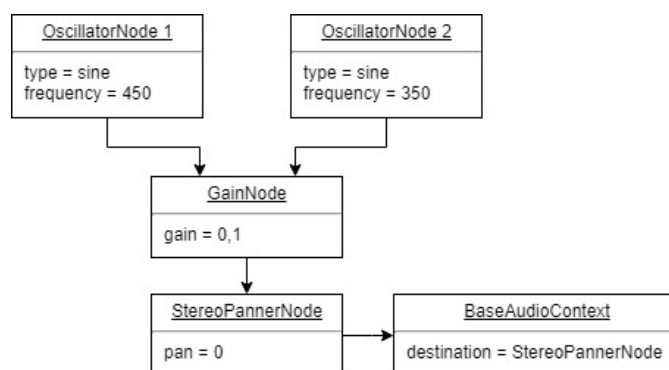 OscillatorNode 1
type = sine
frequency = 450
OscillatorNode 2
type = sine
frequency = 350
GainNode
gain = 0,1
StereoPannerNode
pan = 0
BaseAudioContext
destination = StereoPannerNode